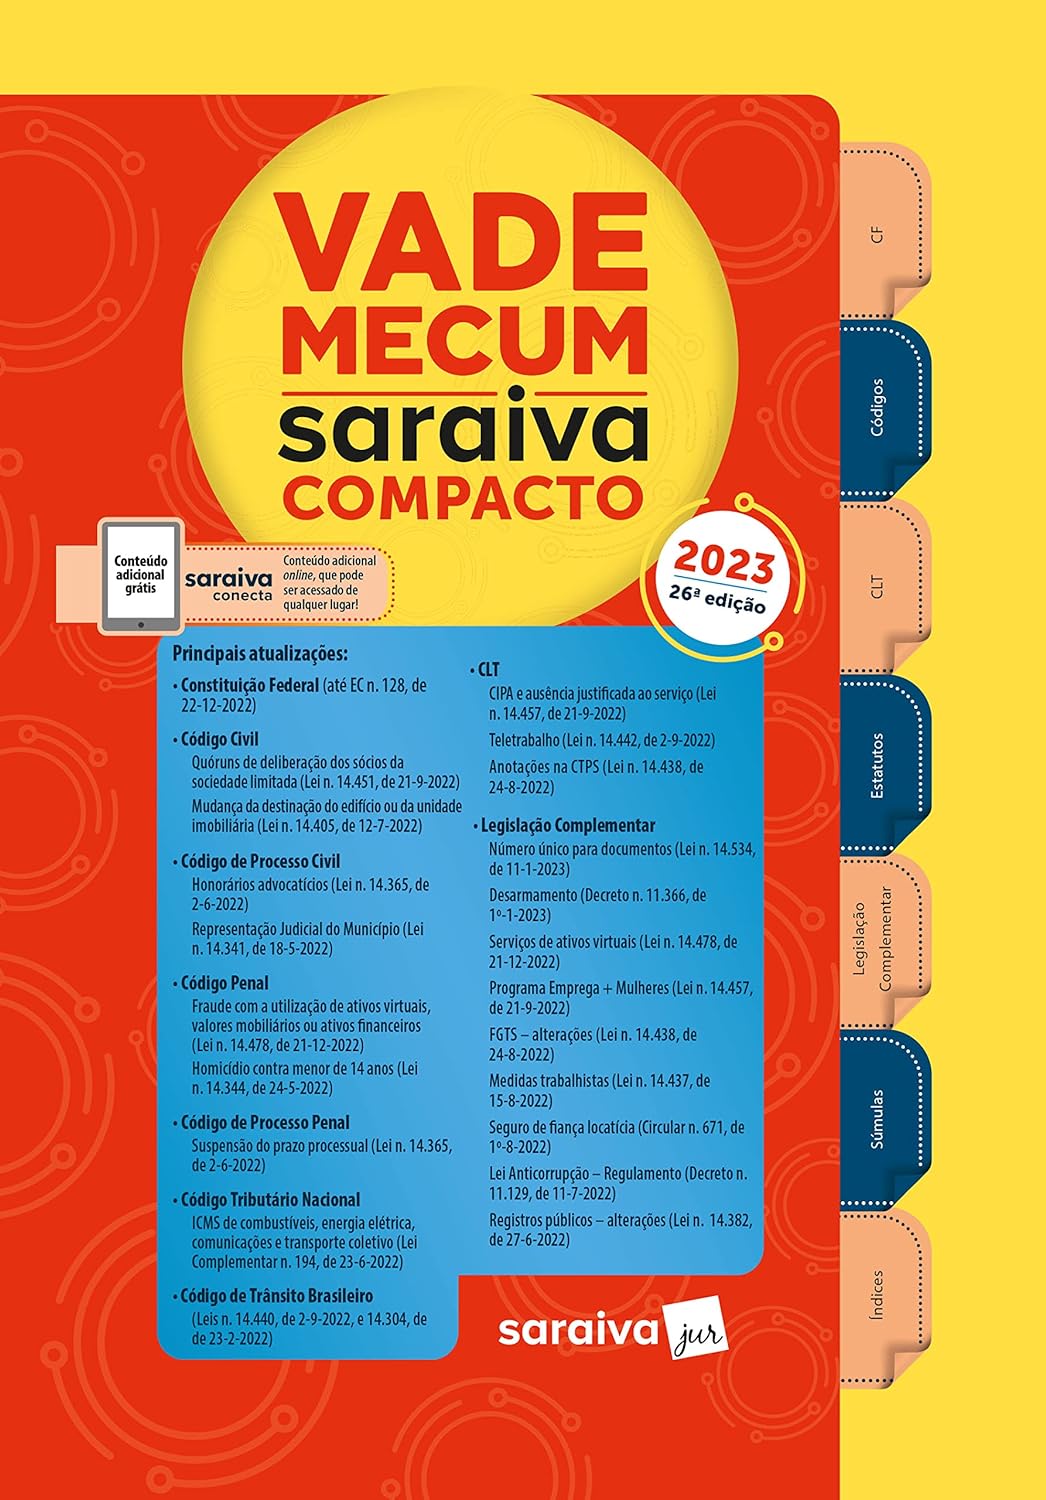 VADE
MECUM
saraiva
COMPACTO
2023
26ª edição
Conteúdo
adicional
grátis
saraiva
conecta
Conteúdo adicional
online, que pode
ser acessado de
qualquer lugar!
Principais atualizações:
• Constituição Federal (até EC n. 128, de
22-12-2022)
• Código Civil
Quóruns de deliberação dos sócios da
sociedade limitada (Lei n. 14.451, de 21-9-2022)
Mudança da destinação do edifício ou da unidade
imobiliária (Lei n. 14.405, de 12-7-2022)
• Código de Processo Civil
Honorários advocatícios (Lei n. 14.365, de
2-6-2022)
Representação Judicial do Município (Lei
n. 14.341, de 18-5-2022)
• Código Penal
Fraude com a utilização de ativos virtuais,
valores mobiliários ou ativos financeiros
(Lei n. 14.478, de 21-12-2022)
Homicídio contra menor de 14 anos (Lei
n. 14.344, de 24-5-2022)
• Código de Processo Penal
Suspensão do prazo processual (Lei n. 14.365,
de 2-6-2022)
• Código Tributário Nacional
ICMS de combustíveis, energia elétrica,
comunicações e transporte coletivo (Lei
Complementar n. 194, de 23-6-2022)
• Código de Trânsito Brasileiro
(Leis n. 14.440, de 2-9-2022, e 14.304, de
de 23-2-2022)
• CLT
CIPA e ausência justificada ao serviço (Lei
n. 14.457, de 21-9-2022)
Teletrabalho (Lei n. 14.442, de 2-9-2022)
Anotações na CTPS (Lei n. 14.438, de
24-8-2022)
• Legislação Complementar
Número único para documentos (Lei n. 14.534,
de 11-1-2023)
Desarmamento (Decreto n. 11.366, de
1º-1-2023)
Serviços de ativos virtuais (Lei n. 14.478, de
21-12-2022)
Programa Emprega + Mulheres (Lei n. 14.457,
de 21-9-2022)
FGTS – alterações (Lei n. 14.438, de
24-8-2022)
Medidas trabalhistas (Lei n. 14.437, de
15-8-2022)
Seguro de fiança locatícia (Circular n. 671, de
1º-8-2022)
Lei Anticorrupção – Regulamento (Decreto n.
11.129, de 11-7-2022)
Registros públicos – alterações (Lei n. 14.382,
de 27-6-2022)
saraiva jur
CF
Códigos
CLT
Estatutos
Legislação
Complementar
Súmulas
Índices